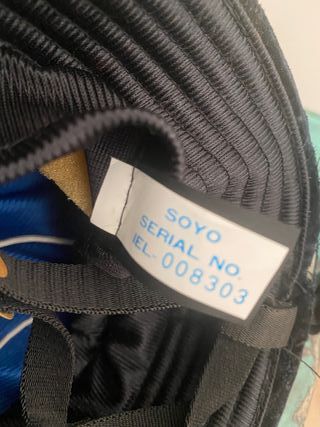 SOYO
SERIAL NO.
IEL-008303